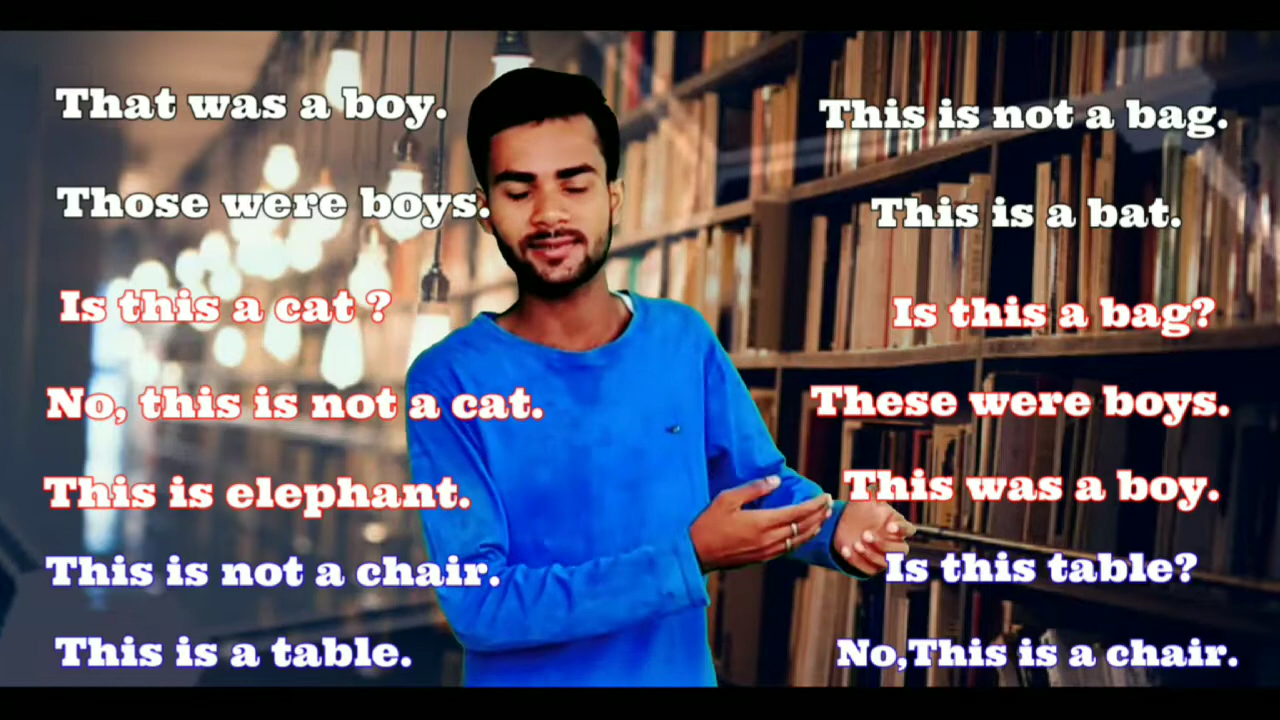 That was a boy.
Those were boys.
Is this a cat ?
No, this is not a cat.
This is elephant.
This is not a chair.
This is a table.
This is not a bag.
This is a bat.
Is this a bag?
These were boys.
This was a boy.
Is this table?
No,This is a chair.